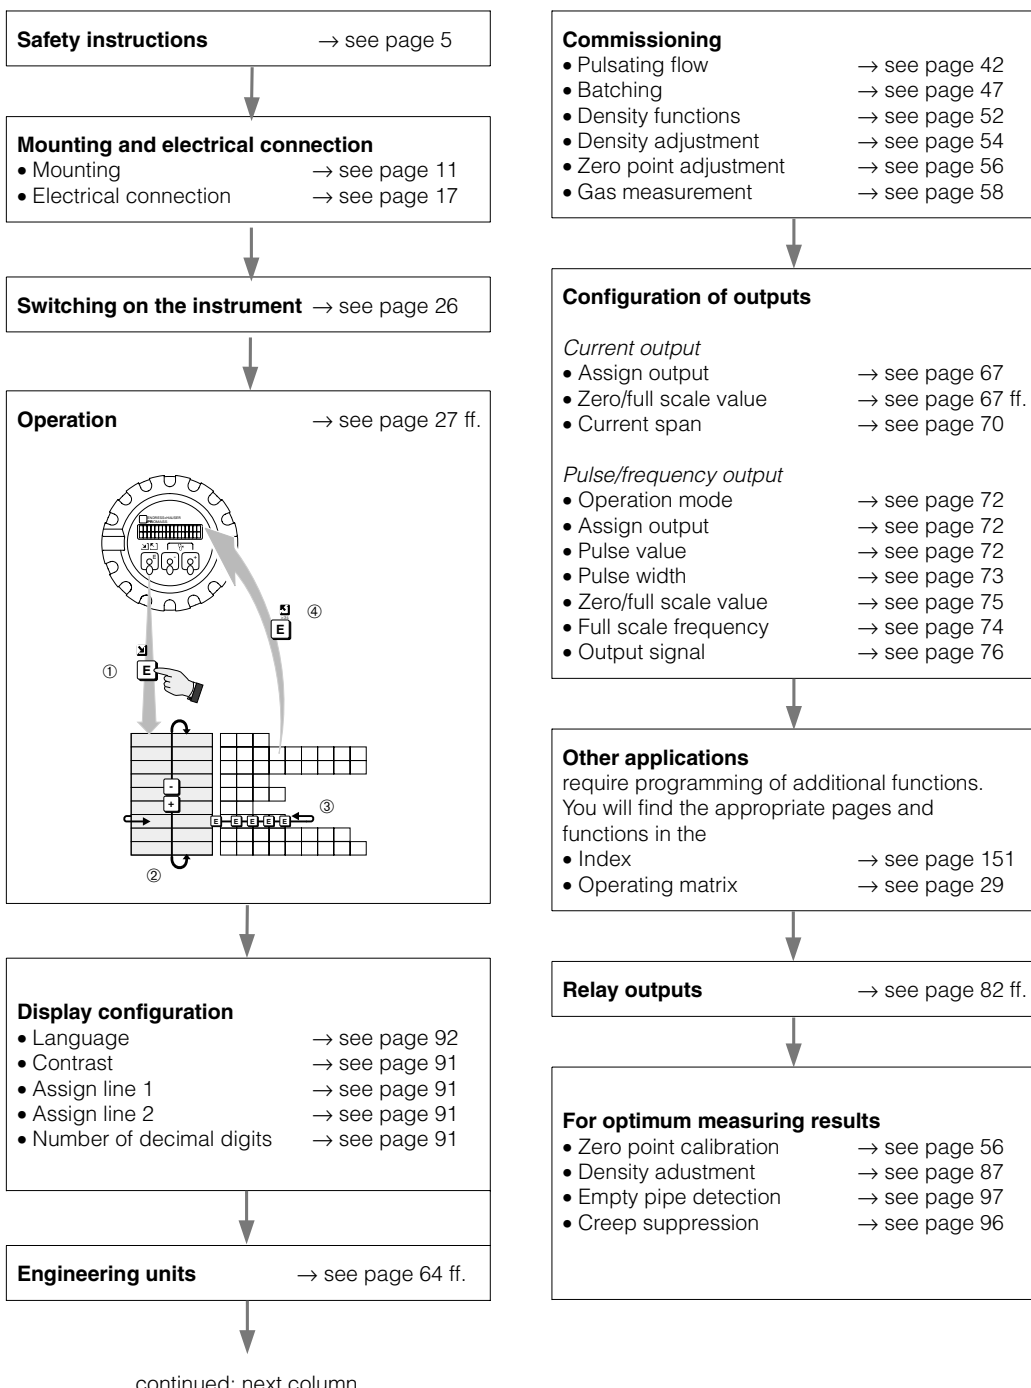 Safety instructions → see page 5
Mounting and electrical connection
• Mounting → see page 11
• Electrical connection → see page 17
Switching on the instrument → see page 26
Operation → see page 27 ff.
ENDRESS+HAUSER
PROMASS
E - +
④
E
①
E
-
+
③
E E E E E
②
Display configuration
• Language → see page 92
• Contrast → see page 91
• Assign line 1 → see page 91
• Assign line 2 → see page 91
• Number of decimal digits → see page 91
Engineering units → see page 64 ff.
continued: next column
Commissioning
• Pulsating flow → see page 42
• Batching → see page 47
• Density functions → see page 52
• Density adjustment → see page 54
• Zero point adjustment → see page 56
• Gas measurement → see page 58
Configuration of outputs
Current output
• Assign output → see page 67
• Zero/full scale value → see page 67 ff.
• Current span → see page 70
Pulse/frequency output
• Operation mode → see page 72
• Assign output → see page 72
• Pulse value → see page 72
• Pulse width → see page 73
• Zero/full scale value → see page 75
• Full scale frequency → see page 74
• Output signal → see page 76
Other applications
require programming of additional functions.
You will find the appropriate pages and
functions in the
• Index → see page 151
• Operating matrix → see page 29
Relay outputs → see page 82 ff.
For optimum measuring results
• Zero point calibration → see page 56
• Density adustment → see page 87
• Empty pipe detection → see page 97
• Creep suppression → see page 96